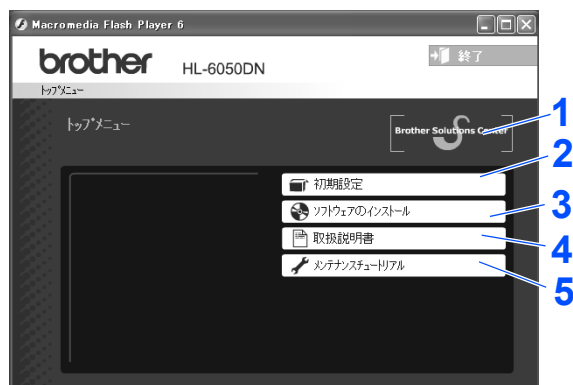 Macromedia Flash Player 6
brother HL-6050DN
終了
トップメニュー
トップメニュー
Brother Solutions Center
1
2
初期設定
ソフトウェアのインストール
3
取扱説明書
4
メンテナンスチュートリアル
5